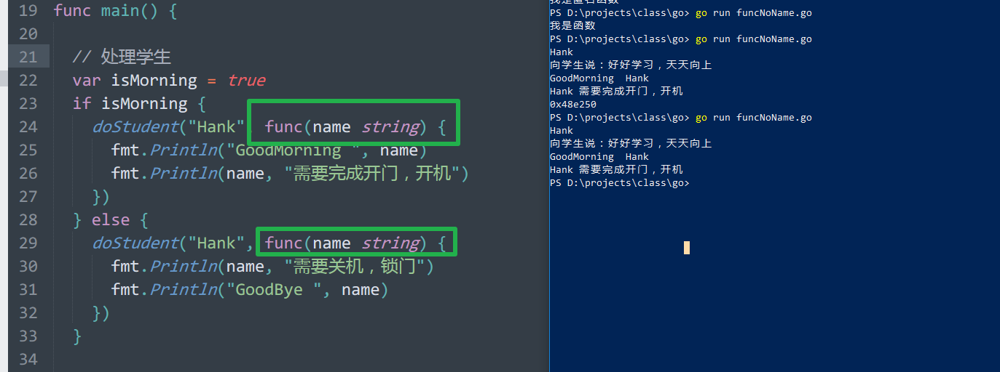 19 func main() {
20
21 // 处理学生
22 var isMorning = true
23 if isMorning {
24 doStudent("Hank" func(name string) {
25 fmt.Println("GoodMorning ", name)
26 fmt.Println(name, "需要完成开门，开机")
27 })
28 } else {
29 doStudent("Hank", func(name string) {
30 fmt.Println(name, "需要关机，锁门")
31 fmt.Println("GoodBye ", name)
32 })
33 }
34
我是匿名函数
PS D:\projects\class\go> go run funcNoName.go
我是函数
PS D:\projects\class\go> go run funcNoName.go
Hank
向学生说：好好学习，天天向上
GoodMorning  Hank
Hank 需要完成开门，开机
0x48e250
PS D:\projects\class\go> go run funcNoName.go
Hank
向学生说：好好学习，天天向上
GoodMorning  Hank
Hank 需要完成开门，开机
PS D:\projects\class\go>